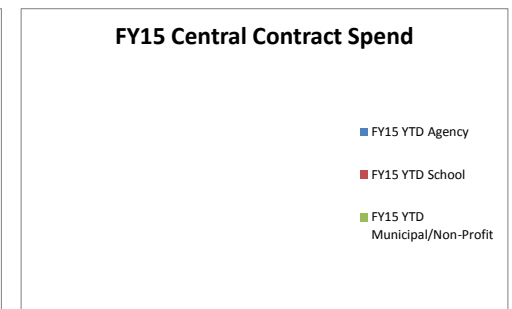 FY15 Central Contract Spend
FY15 YTD Agency
FY15 YTD School
FY15 YTD
Municipal/Non-Profit